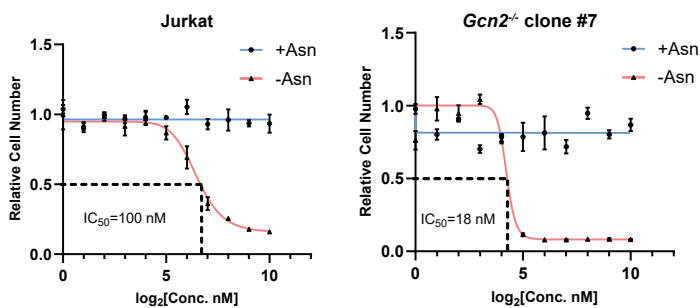 Jurkat
Relative Cell Number
1.5
1.0
0.5
0.0
+Asn
-Asn
IC50=100 nM
0
5
10
log2[Conc. nM]
Gcn2-/- clone #7
Relative Cell Number
1.5
1.0
0.5
0.0
+Asn
-Asn
IC50=18 nM
0
5
10
log2[Conc. nM]